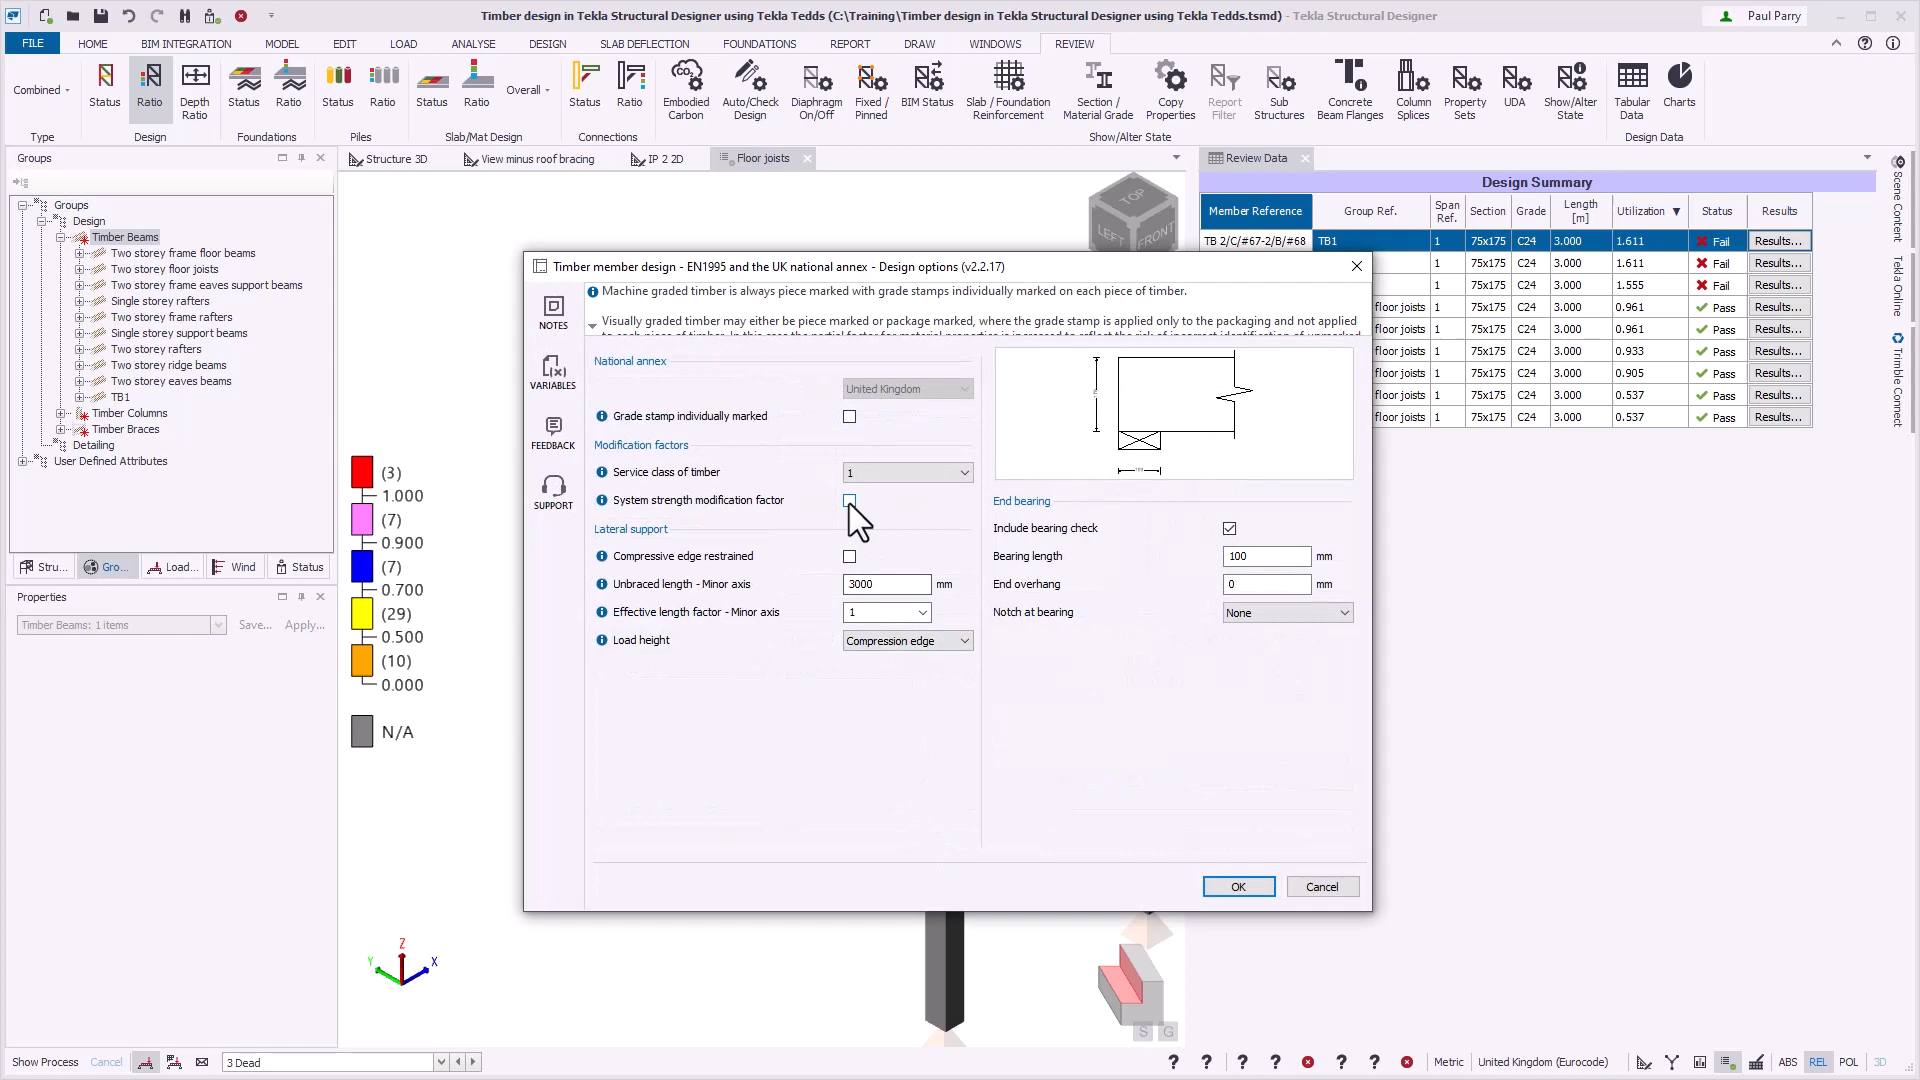 Timber design in Tekla Structural Designer using Tekla Tedds (C:\Training\Timber design in Tekla Structural Designer using Tekla Tedds.tsmd) - Tekla Structural Designer
Paul Parry
FILE HOME BIM INTEGRATION MODEL EDIT LOAD ANALYSE DESIGN SLAB DEFLECTION FOUNDATIONS REPORT DRAW WINDOWS REVIEW
Combined Status Ratio Depth Ratio Status Ratio Status Ratio Status Ratio Overall Status Ratio Embodied Carbon Auto/Check Design Diaphragm On/Off Fixed / Pinned BIM Status Slab / Foundation Reinforcement Section / Material Grade Copy Properties Report Filter Sub Structures Concrete Beam Flanges Column Splices Property Sets UDA Show/Alter State Tabular Data Charts
Type Design Foundations Piles Slab/Mat Design Connections Show/Alter State Design Data
Groups
Structure 3D View minus roof bracing IP 2 2D Floor joists Review Data
Groups
Design
Timber Beams
Two storey frame floor beams
Two storey floor joists
Two storey frame eaves support beams
Single storey rafters
Two storey frame rafters
Single storey support beams
Two storey rafters
Two storey ridge beams
Two storey eaves beams
TB1
Timber Columns
Timber Braces
Detailing
User Defined Attributes
Stru... Gro... Load... Wind Status
Properties
Timber Beams: 1 items Save... Apply...
(3)
1.000
(7)
0.900
(7)
0.700
(29)
0.500
(10)
0.000
N/A
Z
Y X
TOP
LEFT FRONT
Design Summary
Member Reference Group Ref. Span Ref. Section Grade Length [m] Utilization ▼ Status Results
TB 2/C/#67-2/B/#68 TB1 1 75x175 C24 3.000 1.611 Fail Results...
1 75x175 C24 3.000 1.611 Fail Results...
1 75x175 C24 3.000 1.555 Fail Results...
floor joists 1 75x175 C24 3.000 0.961 Pass Results...
floor joists 1 75x175 C24 3.000 0.961 Pass Results...
floor joists 1 75x175 C24 3.000 0.933 Pass Results...
floor joists 1 75x175 C24 3.000 0.905 Pass Results...
floor joists 1 75x175 C24 3.000 0.537 Pass Results...
floor joists 1 75x175 C24 3.000 0.537 Pass Results...
Scene Content
Tekla Online
Trimble Connect
Timber member design - EN1995 and the UK national annex - Design options (v2.2.17)
NOTES
VARIABLES
FEEDBACK
SUPPORT
Machine graded timber is always piece marked with grade stamps individually marked on each piece of timber.
Visually graded timber may either be piece marked or package marked, where the grade stamp is applied only to the packaging and not applied
National annex
United Kingdom
Grade stamp individually marked
Modification factors
Service class of timber 1
System strength modification factor
Lateral support
Compressive edge restrained
Unbraced length - Minor axis 3000 mm
Effective length factor - Minor axis 1
Load height Compression edge
End bearing
Include bearing check
Bearing length 100 mm
End overhang 0 mm
Notch at bearing None
OK Cancel
S G
Show Process Cancel 3 Dead
Metric United Kingdom (Eurocode) ABS REL POL 3D